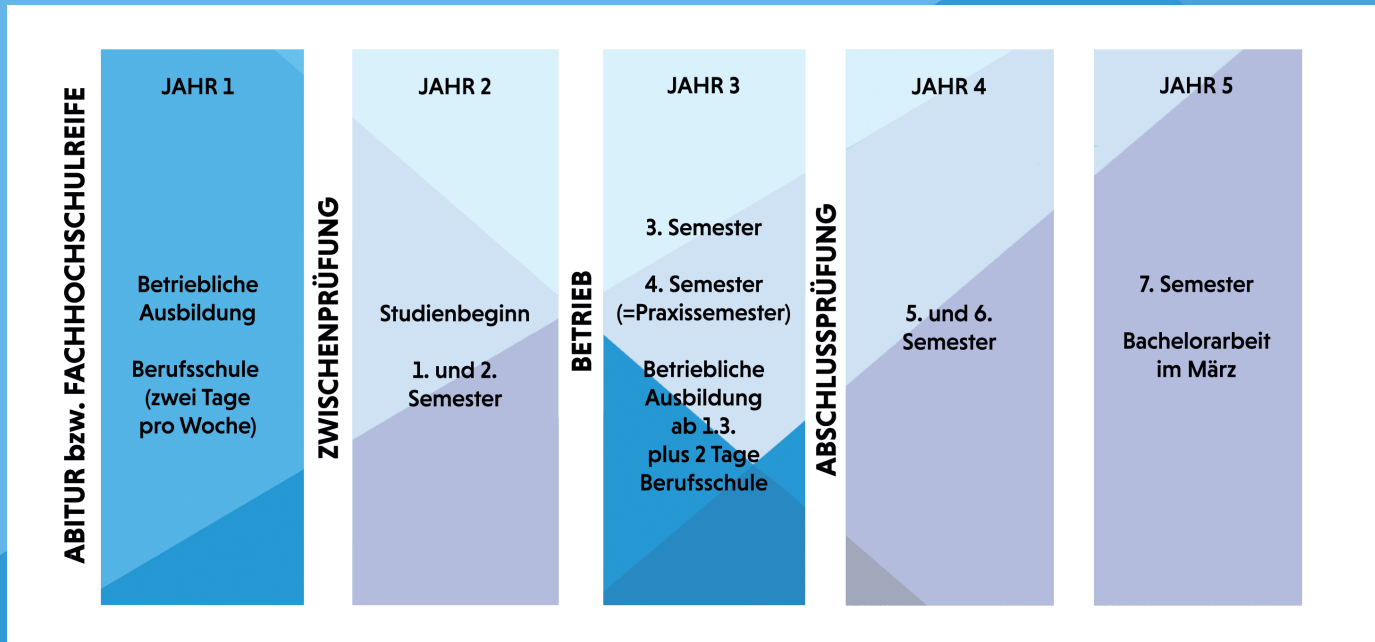 ABITUR bzw. FACHHOCHSCHULREIFE
JAHR 1
Betriebliche
Ausbildung
Berufsschule
(zwei Tage
pro Woche)
ZWISCHENPRÜFUNG
JAHR 2
Studienbeginn
1. und 2.
Semester
BETRIEB
JAHR 3
3. Semester
4. Semester
(=Praxissemester)
Betriebliche
Ausbildung
ab 1.3.
plus 2 Tage
Berufsschule
ABSCHLUSSPRÜFUNG
JAHR 4
5. und 6.
Semester
JAHR 5
7. Semester
Bachelorarbeit
im März